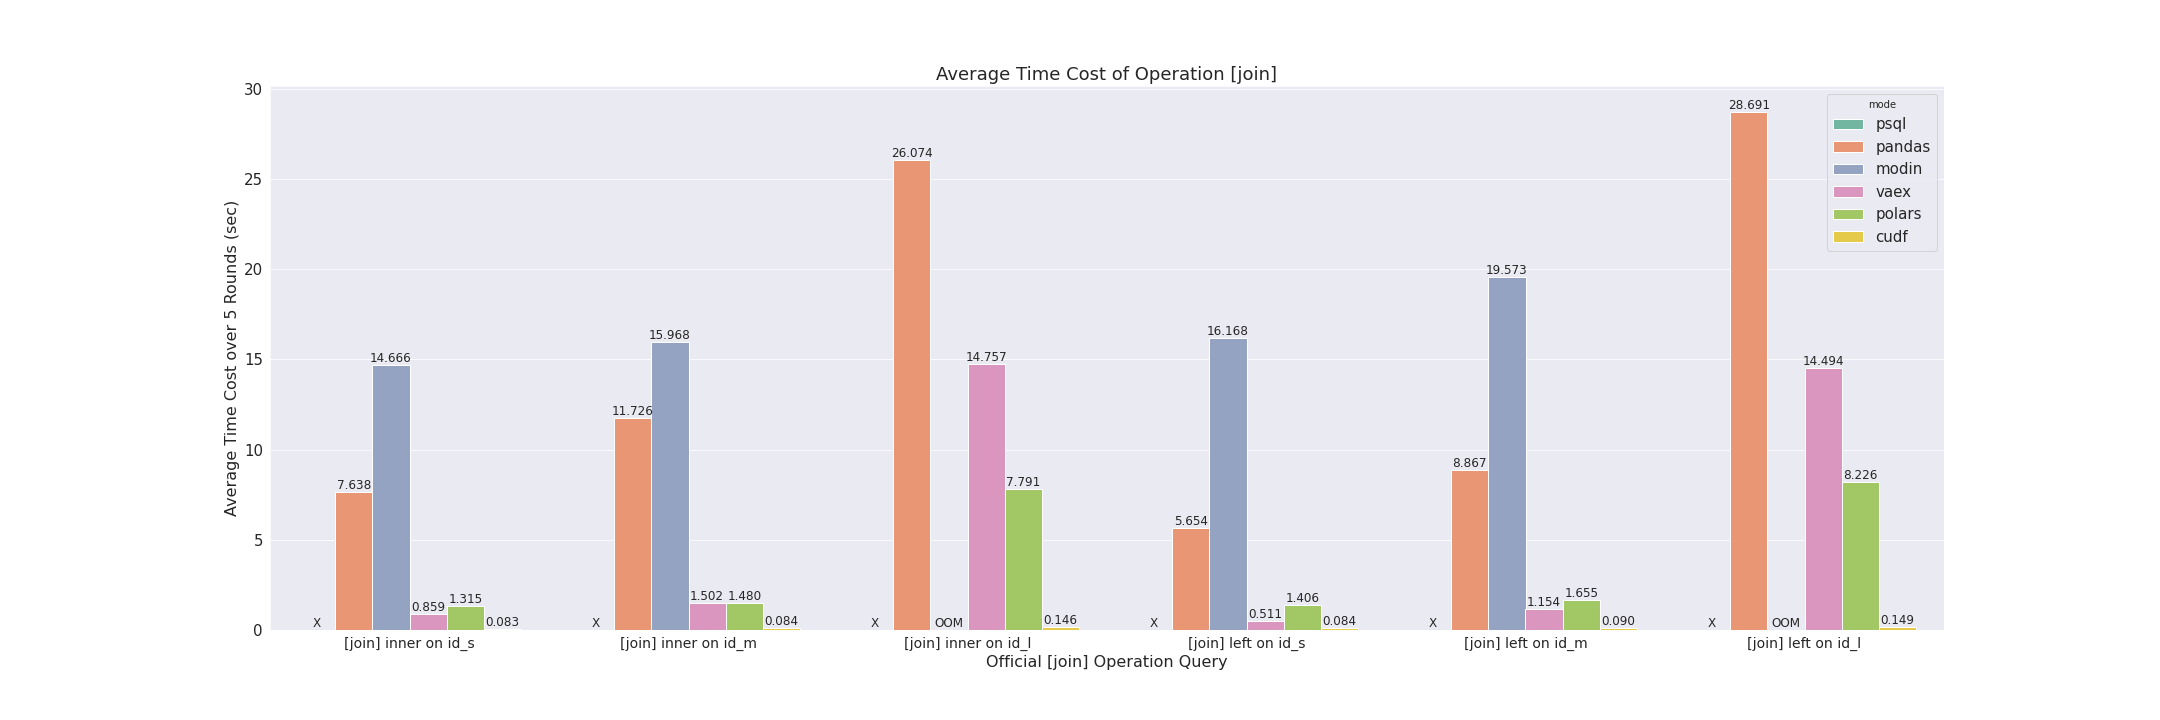 Average Time Cost of Operation [join]
Average Time Cost over 5 Rounds (sec)
30
25
20
15
10
5
0
X
7.638
14.666
0.859
1.315
0.083
X
11.726
15.968
1.502
1.480
0.084
X
26.074
OOM
14.757
7.791
0.146
X
5.654
16.168
0.511
1.406
0.084
X
8.867
19.573
1.154
1.655
0.090
X
28.691
OOM
14.494
8.226
0.149
mode
psql
pandas
modin
vaex
polars
cudf
[join] inner on id_s
[join] inner on id_m
[join] inner on id_l
[join] left on id_s
[join] left on id_m
[join] left on id_l
Official [join] Operation Query